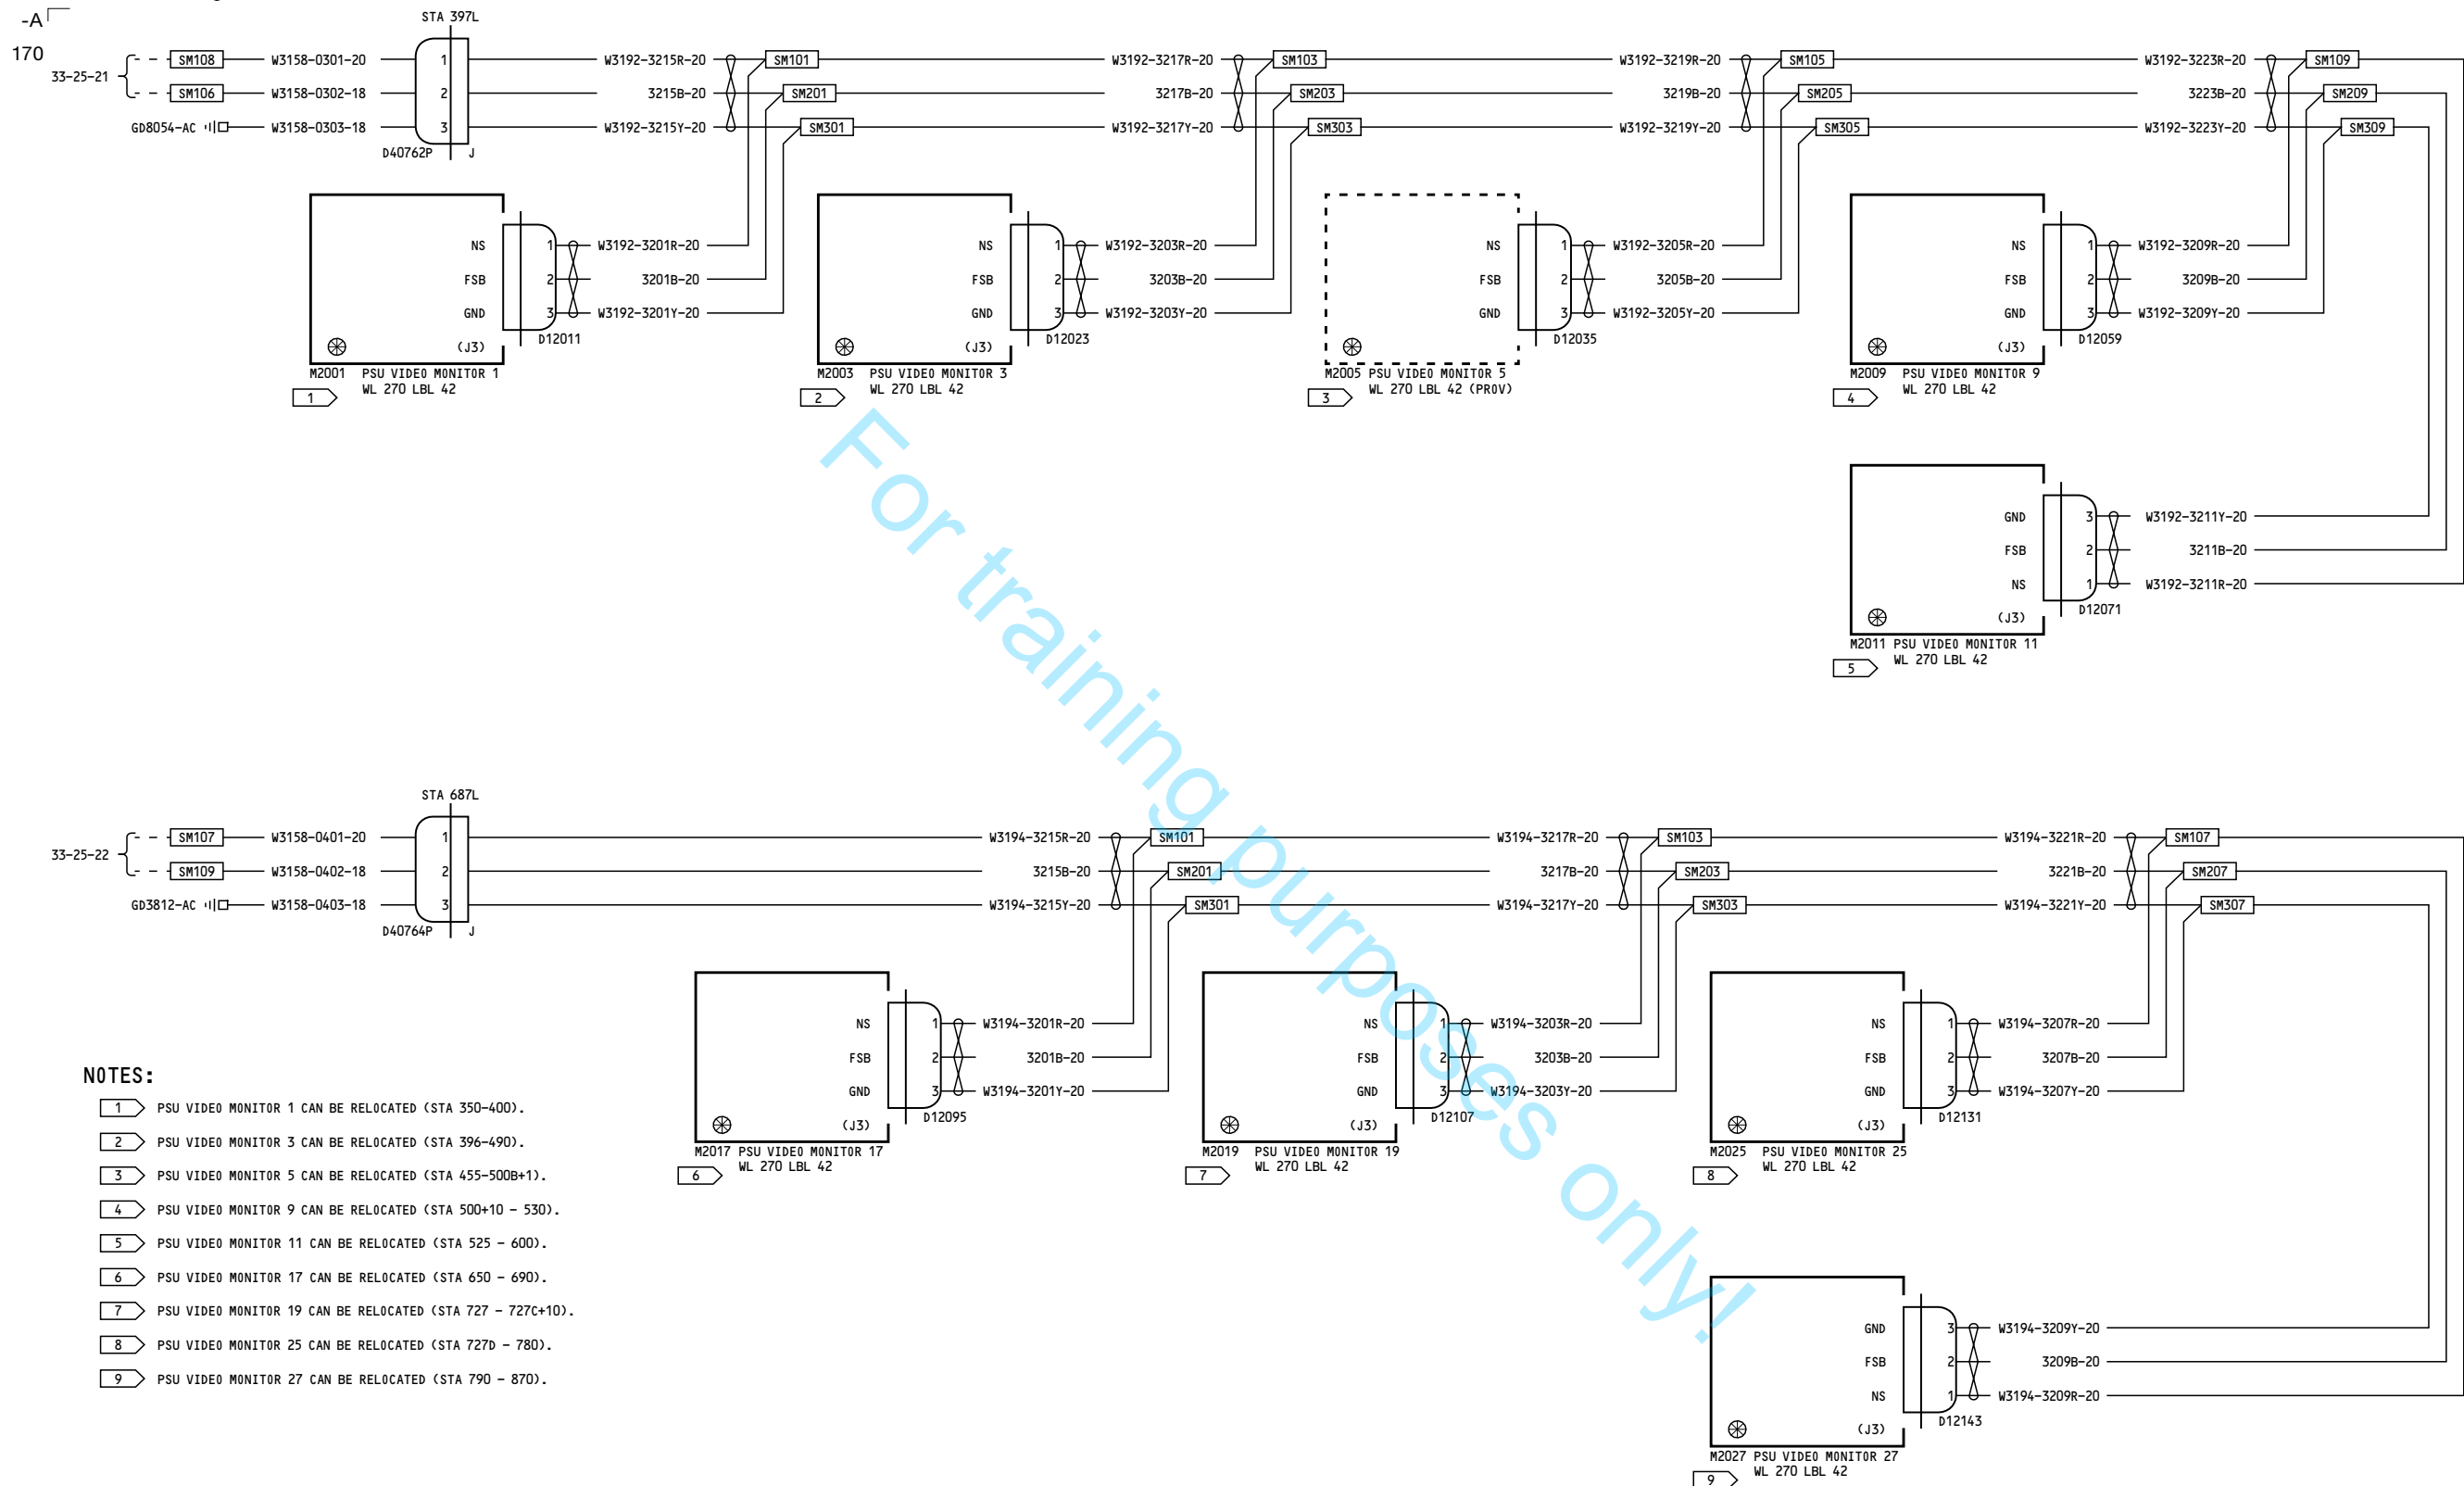 -A
170
STA 397L
33-25-21
SM108 W3158-0301-20 1 W3192-3215R-20 SM101 W3192-3217R-20 SM103 W3192-3219R-20 SM105 W3192-3223R-20 SM109
SM106 W3158-0302-18 2 3215B-20 SM201 3217B-20 SM203 3219B-20 SM205 3223B-20 SM209
GD8054-AC W3158-0303-18 3 W3192-3215Y-20 SM301 W3192-3217Y-20 SM303 W3192-3219Y-20 SM305 W3192-3223Y-20 SM309
D40762P J
NS 1 W3192-3201R-20
FSB 2 3201B-20
GND 3 W3192-3201Y-20
D12011
(J3)
M2001 PSU VIDEO MONITOR 1
WL 270 LBL 42
1
NS 1 W3192-3203R-20
FSB 2 3203B-20
GND 3 W3192-3203Y-20
D12023
(J3)
M2003 PSU VIDEO MONITOR 3
WL 270 LBL 42
2
NS 1 W3192-3205R-20
FSB 2 3205B-20
GND 3 W3192-3205Y-20
D12035
M2005 PSU VIDEO MONITOR 5
WL 270 LBL 42 (PROV)
3
NS 1 W3192-3209R-20
FSB 2 3209B-20
GND 3 W3192-3209Y-20
D12059
(J3)
M2009 PSU VIDEO MONITOR 9
WL 270 LBL 42
4
GND 3 W3192-3211Y-20
FSB 2 3211B-20
NS 1 W3192-3211R-20
D12071
(J3)
M2011 PSU VIDEO MONITOR 11
WL 270 LBL 42
5
For training purposes only!
STA 687L
33-25-22
SM107 W3158-0401-20 1 W3194-3215R-20 SM101 W3194-3217R-20 SM103 W3194-3221R-20 SM107
SM109 W3158-0402-18 2 3215B-20 SM201 3217B-20 SM203 3221B-20 SM207
GD3812-AC W3158-0403-18 3 W3194-3215Y-20 SM301 W3194-3217Y-20 SM303 W3194-3221Y-20 SM307
D40764P J
NS 1 W3194-3201R-20
FSB 2 3201B-20
GND 3 W3194-3201Y-20
D12095
(J3)
M2017 PSU VIDEO MONITOR 17
WL 270 LBL 42
6
NS 1 W3194-3203R-20
FSB 2 3203B-20
GND 3 W3194-3203Y-20
D12107
(J3)
M2019 PSU VIDEO MONITOR 19
WL 270 LBL 42
7
NS 1 W3194-3207R-20
FSB 2 3207B-20
GND 3 W3194-3207Y-20
D12131
(J3)
M2025 PSU VIDEO MONITOR 25
WL 270 LBL 42
8
GND 3 W3194-3209Y-20
FSB 2 3209B-20
NS 1 W3194-3209R-20
D12143
(J3)
M2027 PSU VIDEO MONITOR 27
WL 270 LBL 42
9
NOTES:
1 PSU VIDEO MONITOR 1 CAN BE RELOCATED (STA 350-400).
2 PSU VIDEO MONITOR 3 CAN BE RELOCATED (STA 396-490).
3 PSU VIDEO MONITOR 5 CAN BE RELOCATED (STA 455-500B+1).
4 PSU VIDEO MONITOR 9 CAN BE RELOCATED (STA 500+10 - 530).
5 PSU VIDEO MONITOR 11 CAN BE RELOCATED (STA 525 - 600).
6 PSU VIDEO MONITOR 17 CAN BE RELOCATED (STA 650 - 690).
7 PSU VIDEO MONITOR 19 CAN BE RELOCATED (STA 727 - 727C+10).
8 PSU VIDEO MONITOR 25 CAN BE RELOCATED (STA 727D - 780).
9 PSU VIDEO MONITOR 27 CAN BE RELOCATED (STA 790 - 870).